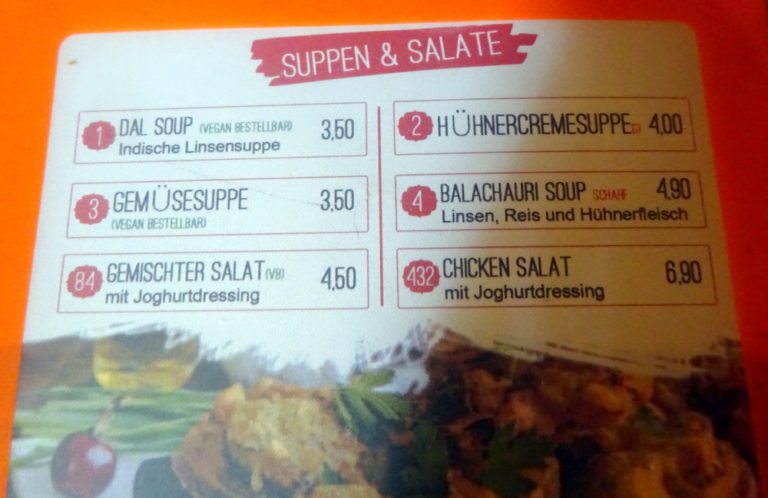 SUPPEN & SALATE
1 DAL SOUP (VEGAN BESTELLBAR) 3,50
Indische Linsensuppe
2 HÜHNERCREMESUPPE 4,00
3 GEMÜSESUPPE 3,50
(VEGAN BESTELLBAR)
4 BALACHAURI SOUP SCHARF 4,90
Linsen, Reis und Hühnerfleisch
84 GEMISCHTER SALAT (VB) 4,50
mit Joghurtdressing
432 CHICKEN SALAT 6,90
mit Joghurtdressing